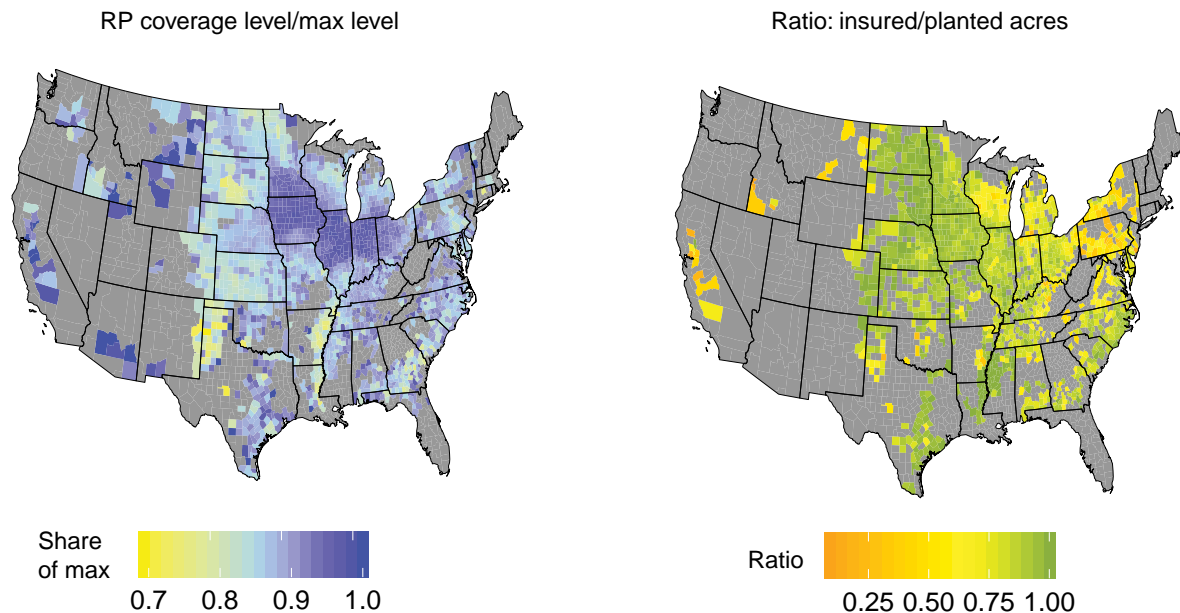 RP coverage level/max level
Ratio: insured/planted acres
Share
of max
0.7 0.8 0.9 1.0
Ratio
0.25 0.50 0.75 1.00